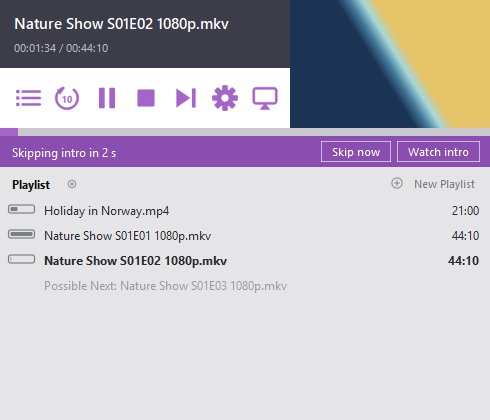 Nature Show S01E02 1080p.mkv
00:01:34 / 00:44:10
10
Skipping intro in 2 s Skip now Watch intro
Playlist New Playlist
Holiday in Norway.mp4 21:00
Nature Show S01E01 1080p.mkv 44:10
Nature Show S01E02 1080p.mkv 44:10
Possible Next: Nature Show S01E03 1080p.mkv